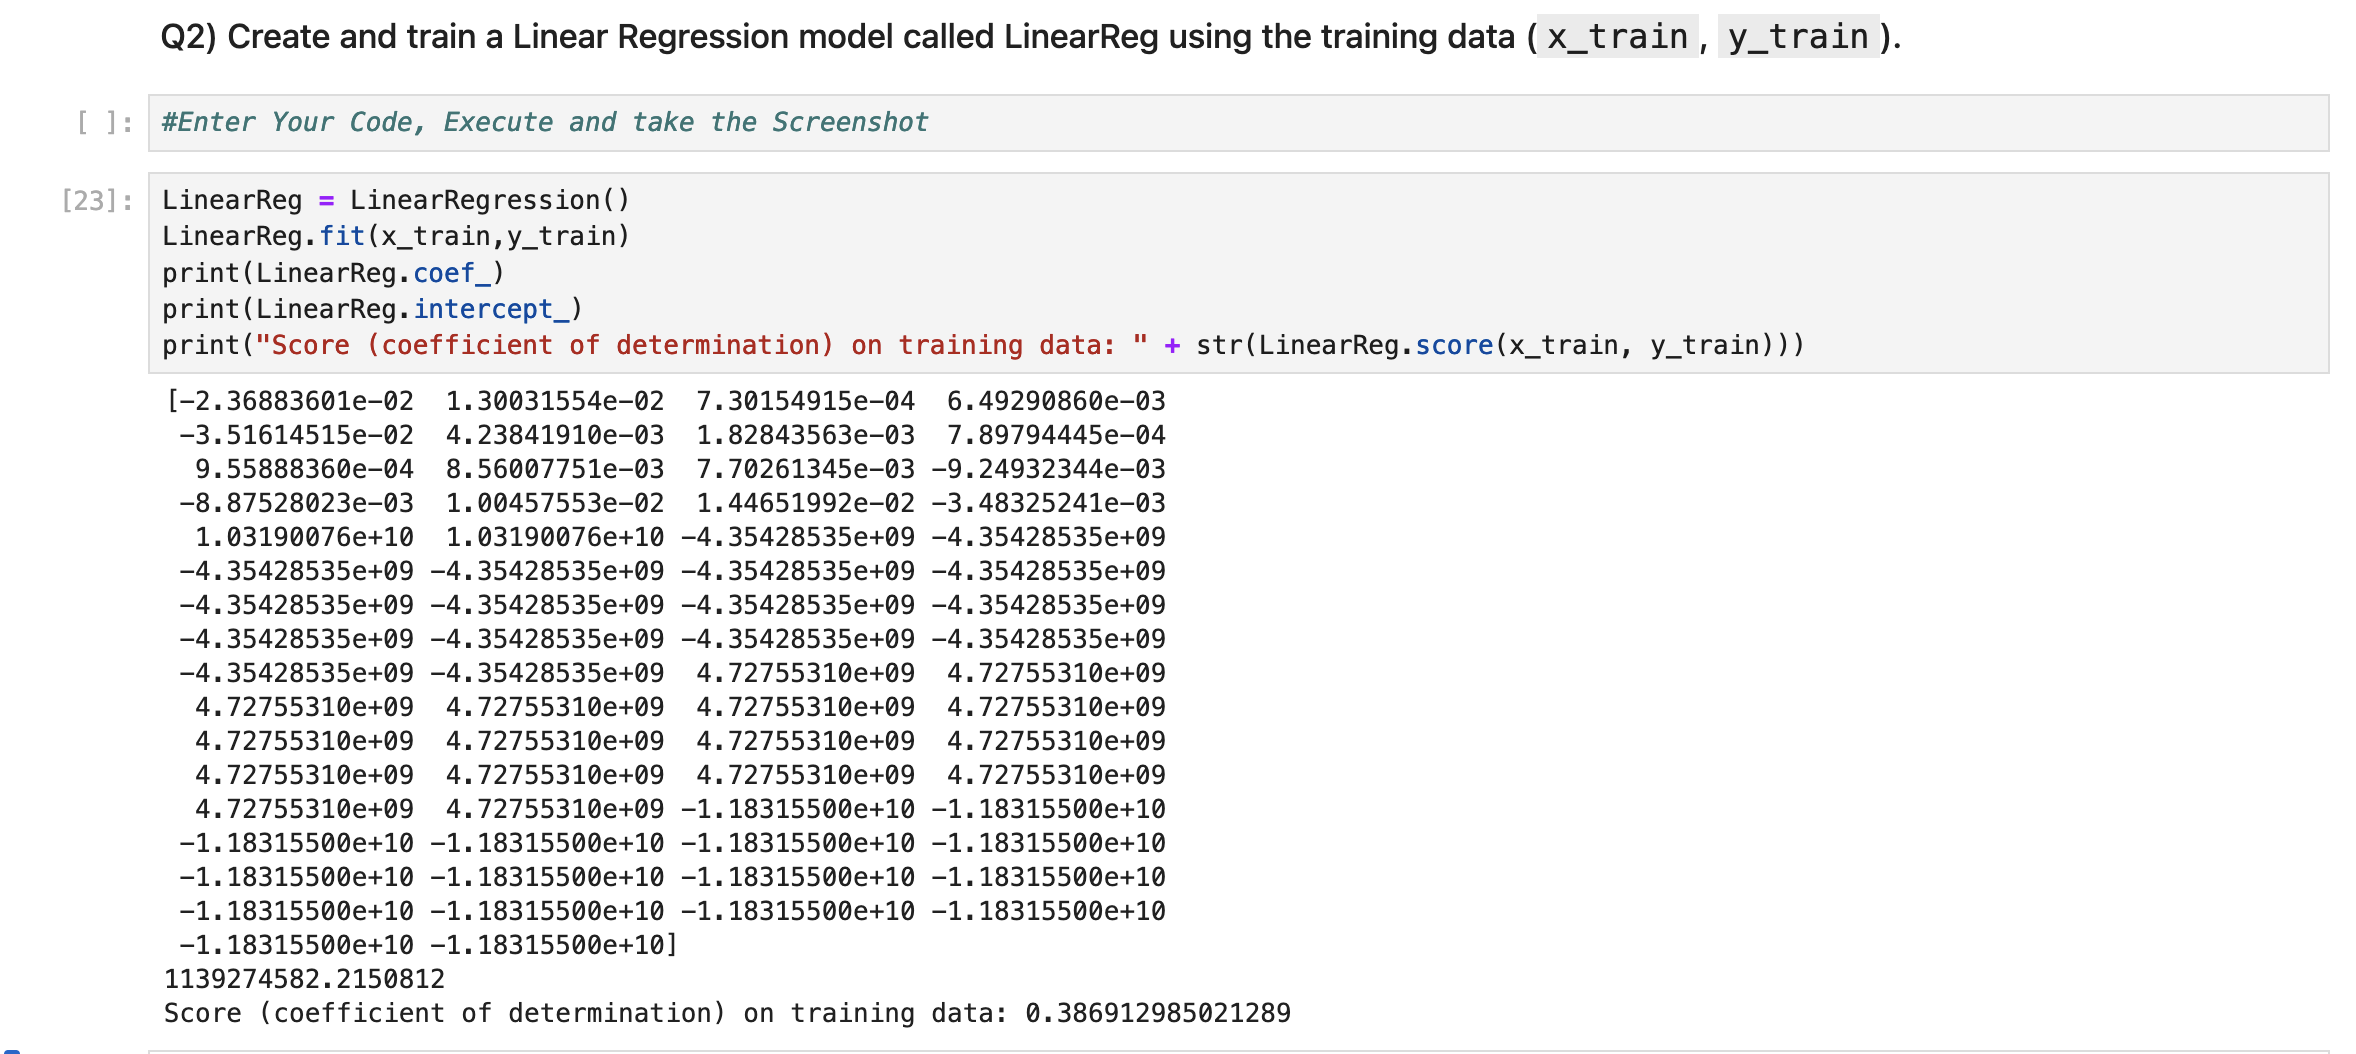 Q2) Create and train a Linear Regression model called LinearReg using the training data ( x_train , y_train ).
[ ]: #Enter Your Code, Execute and take the Screenshot
[23]: LinearReg = LinearRegression()
LinearReg.fit(x_train,y_train)
print(LinearReg.coef_)
print(LinearReg.intercept_)
print("Score (coefficient of determination) on training data: " + str(LinearReg.score(x_train, y_train)))
[-2.36883601e-02 1.30031554e-02 7.30154915e-04 6.49290860e-03
-3.51614515e-02 4.23841910e-03 1.82843563e-03 7.89794445e-04
9.55888360e-04 8.56007751e-03 7.70261345e-03 -9.24932344e-03
-8.87528023e-03 1.00457553e-02 1.44651992e-02 -3.48325241e-03
1.03190076e+10 1.03190076e+10 -4.35428535e+09 -4.35428535e+09
-4.35428535e+09 -4.35428535e+09 -4.35428535e+09 -4.35428535e+09
-4.35428535e+09 -4.35428535e+09 -4.35428535e+09 -4.35428535e+09
-4.35428535e+09 -4.35428535e+09 -4.35428535e+09 -4.35428535e+09
-4.35428535e+09 -4.35428535e+09 4.72755310e+09 4.72755310e+09
4.72755310e+09 4.72755310e+09 4.72755310e+09 4.72755310e+09
4.72755310e+09 4.72755310e+09 4.72755310e+09 4.72755310e+09
4.72755310e+09 4.72755310e+09 4.72755310e+09 4.72755310e+09
4.72755310e+09 4.72755310e+09 -1.18315500e+10 -1.18315500e+10
-1.18315500e+10 -1.18315500e+10 -1.18315500e+10 -1.18315500e+10
-1.18315500e+10 -1.18315500e+10 -1.18315500e+10 -1.18315500e+10
-1.18315500e+10 -1.18315500e+10 -1.18315500e+10 -1.18315500e+10
-1.18315500e+10 -1.18315500e+10]
1139274582.2150812
Score (coefficient of determination) on training data: 0.386912985021289